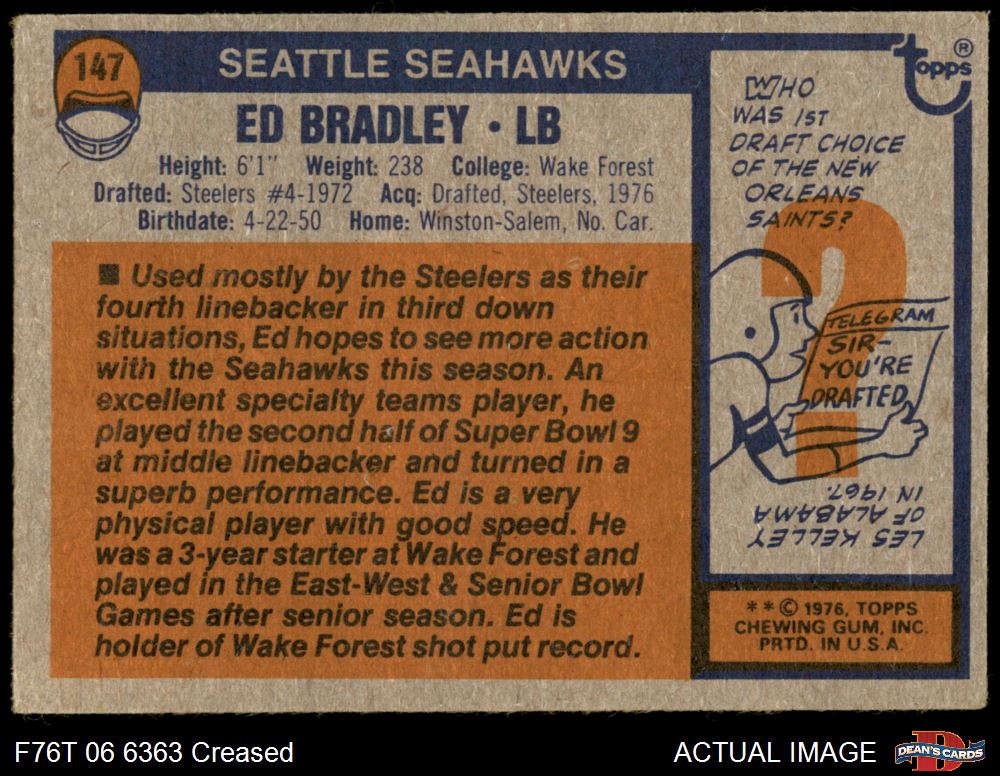 147
SEATTLE SEAHAWKS
ED BRADLEY • LB
Height: 6'1" Weight: 238 College: Wake Forest
Drafted: Steelers #4-1972 Acq: Drafted, Steelers, 1976
Birthdate: 4-22-50 Home: Winston-Salem, No. Car.
■ Used mostly by the Steelers as their
fourth linebacker in third down
situations, Ed hopes to see more action
with the Seahawks this season. An
excellent specialty teams player, he
played the second half of Super Bowl 9
at middle linebacker and turned in a
superb performance. Ed is a very
physical player with good speed. He
was a 3-year starter at Wake Forest and
played in the East-West & Senior Bowl
Games after senior season. Ed is
holder of Wake Forest shot put record.
topps®
WHO
WAS 1ST
DRAFT CHOICE
OF THE NEW
ORLEANS
SAINTS?
?
TELEGRAM
SIR-
YOU'RE
DRAFTED
LES KELLEY
OF ALABAMA
IN 1967.
* * © 1976, TOPPS
CHEWING GUM, INC.
PRTD. IN U.S.A.
F76T 06 6363 Creased
ACTUAL IMAGE
D
DEAN'S CARDS